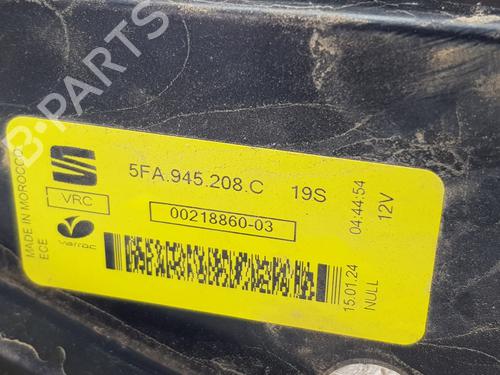 5FA.945.208.C 19S
VRC
00218860-03
varroc
MADE IN MOROCCO
ECE
04:44:54
12V
15.01.24
NULL
B-PARTS